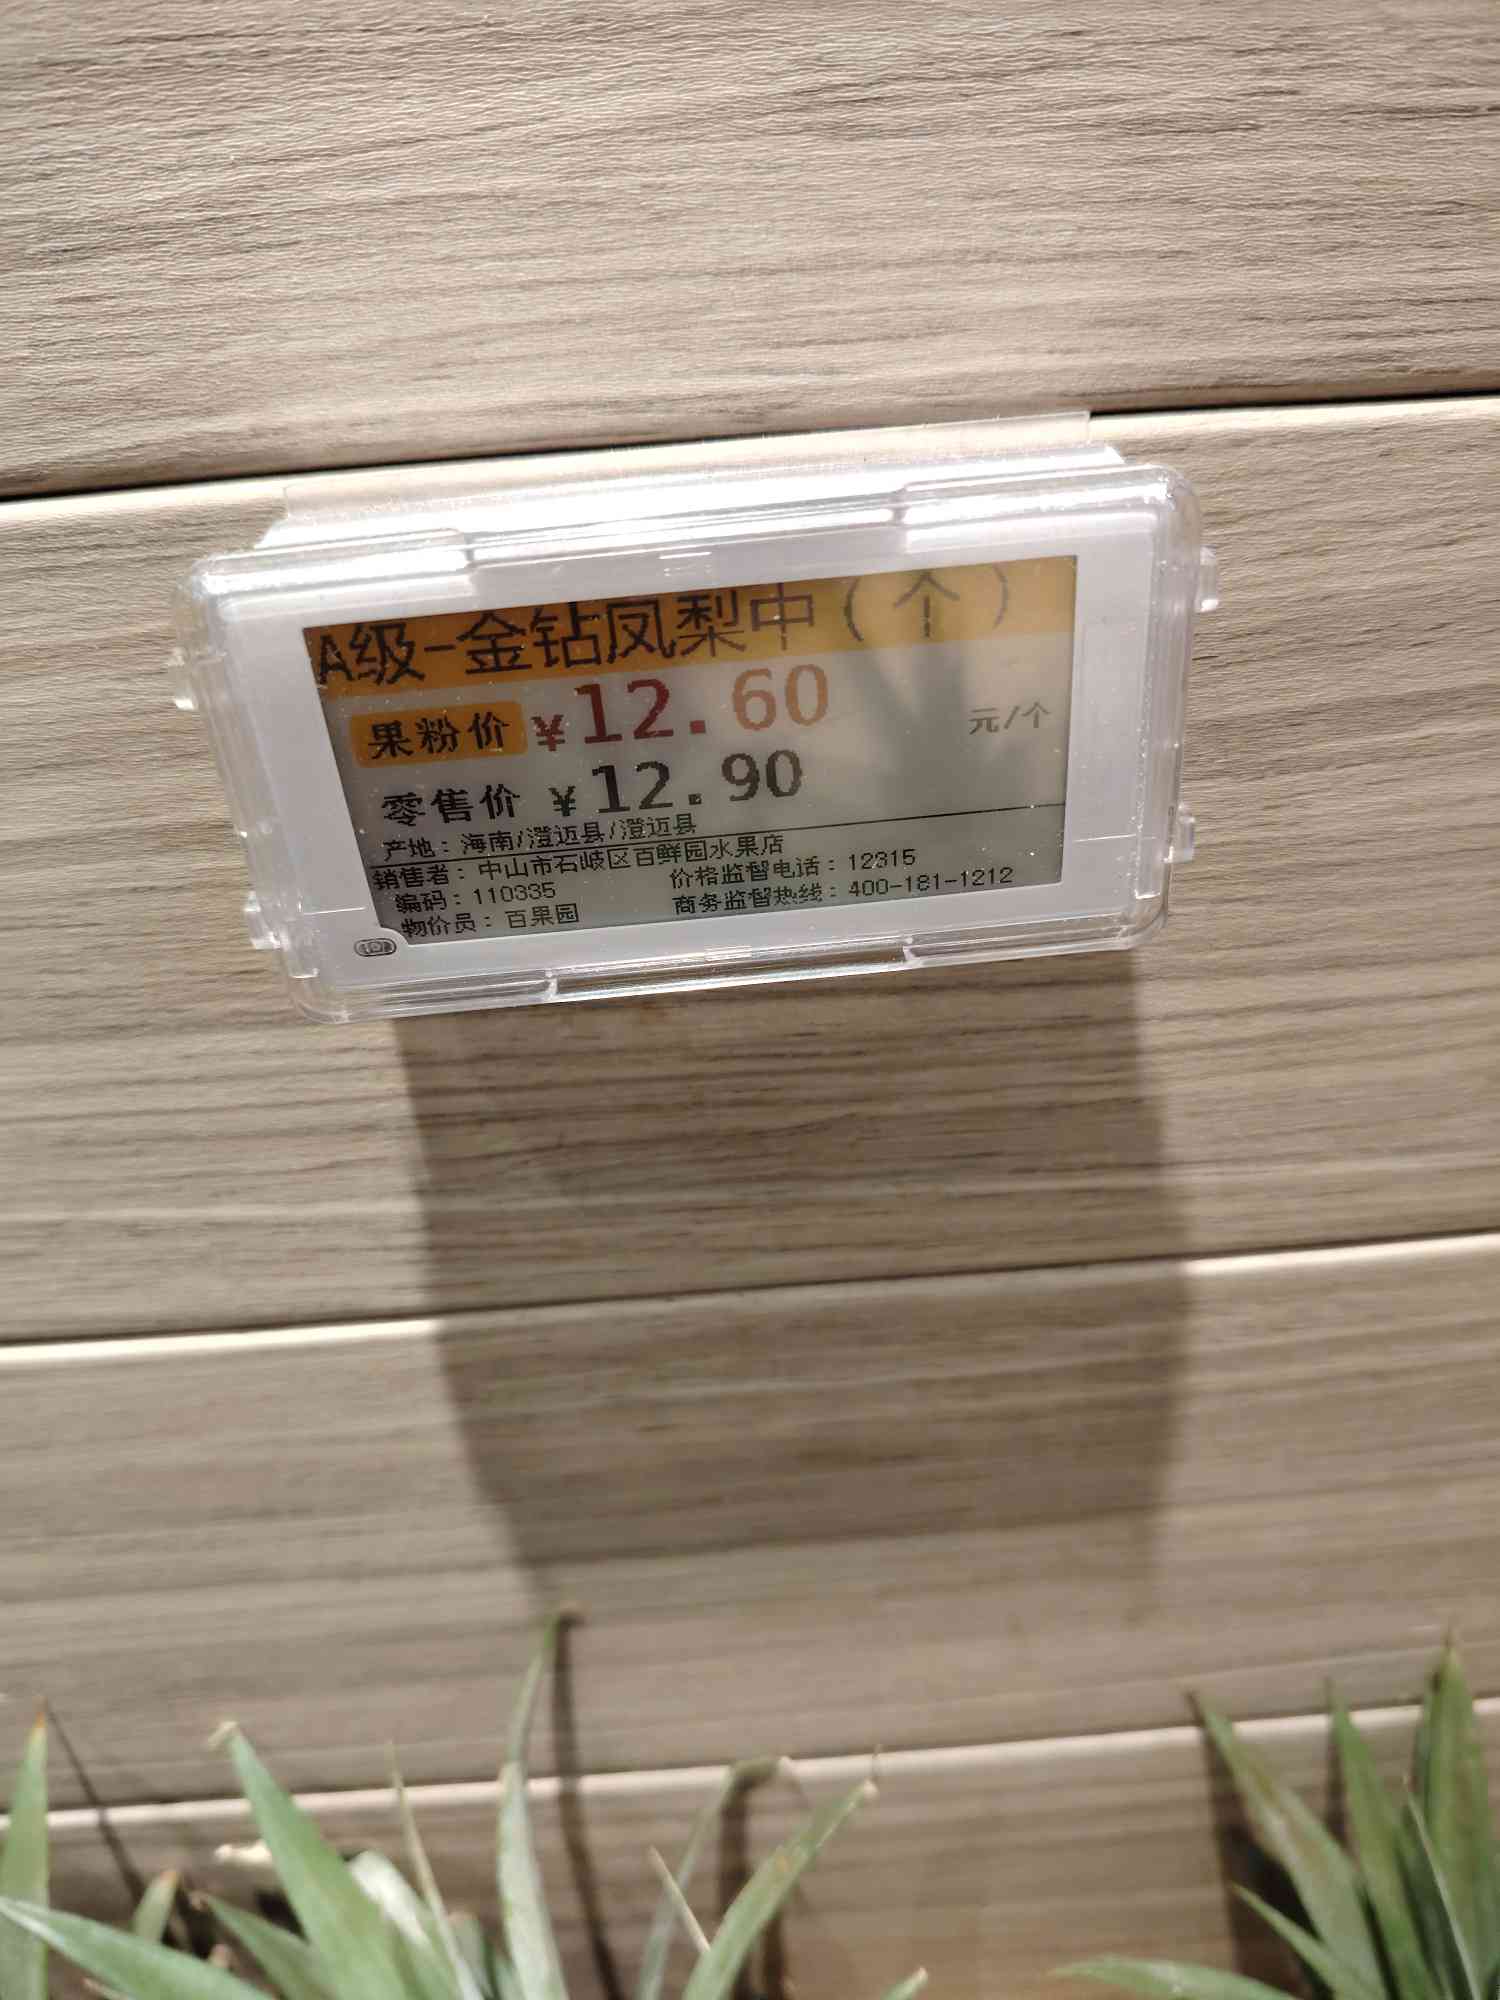 A级-金钻凤梨中（个）
果粉价 ¥12.60 元/个
零售价 ¥12.90
产地：海南/澄迈县/澄迈县
销售者：中山市石岐区百鲜园水果店
编码：110335 价格监督电话：12315
物价员：百果园 商务监督热线：400-181-1212